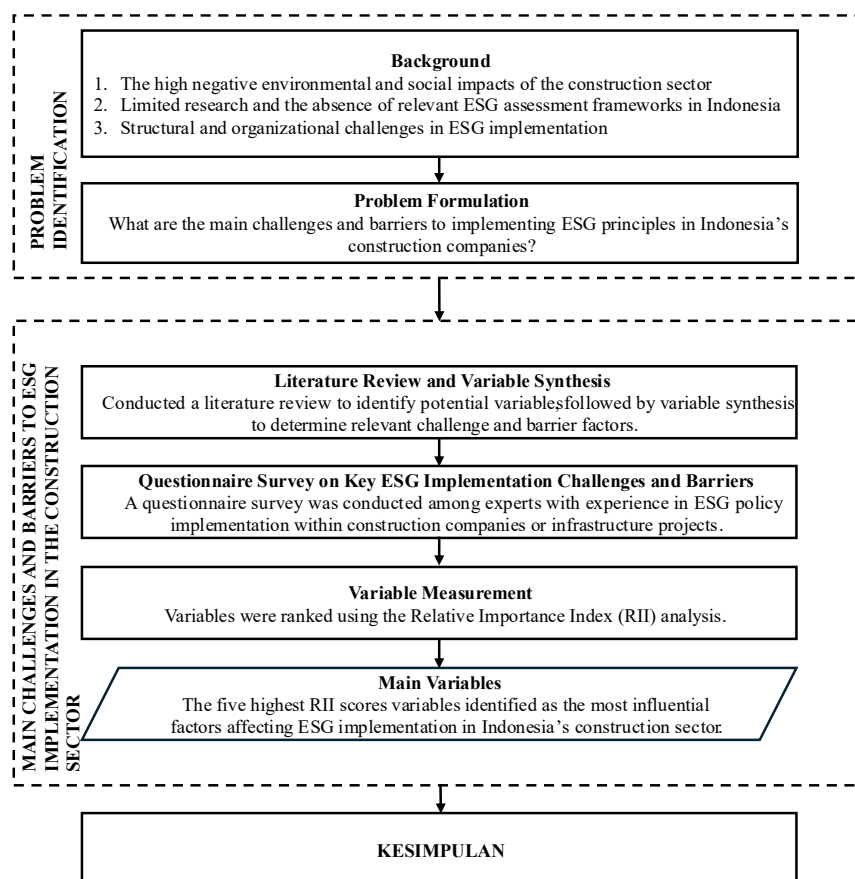 PROBLEM
IDENTIFICATION
Background
1. The high negative environmental and social impacts of the construction sector
2. Limited research and the absence of relevant ESG assessment frameworks in Indonesia
3. Structural and organizational challenges in ESG implementation
Problem Formulation
What are the main challenges and barriers to implementing ESG principles in Indonesia's
construction companies?
MAIN CHALLENGES AND BARRIERS TO ESG
IMPLEMENTATION IN THE CONSTRUCTION
SECTOR
Literature Review and Variable Synthesis
Conducted a literature review to identify potential variables, followed by variable synthesis
to determine relevant challenge and barrier factors.
Questionnaire Survey on Key ESG Implementation Challenges and Barriers
A questionnaire survey was conducted among experts with experience in ESG policy
implementation within construction companies or infrastructure projects.
Variable Measurement
Variables were ranked using the Relative Importance Index (RII) analysis.
Main Variables
The five highest RII scores variables identified as the most influential
factors affecting ESG implementation in Indonesia's construction sector.
KESIMPULAN